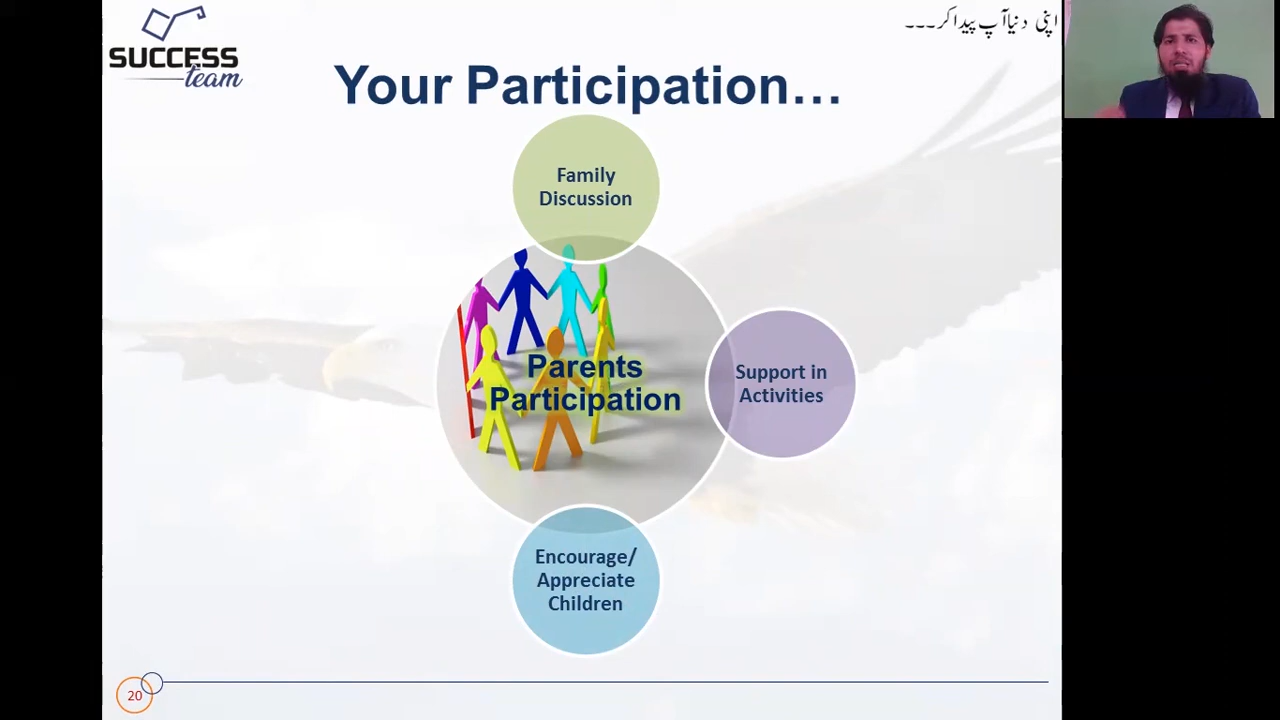 SUCCESS
team
اپنی دنیا آپ پیدا کر۔۔۔
Your Participation…
Family
Discussion
Parents
Participation
Support in
Activities
Encourage/
Appreciate
Children
20